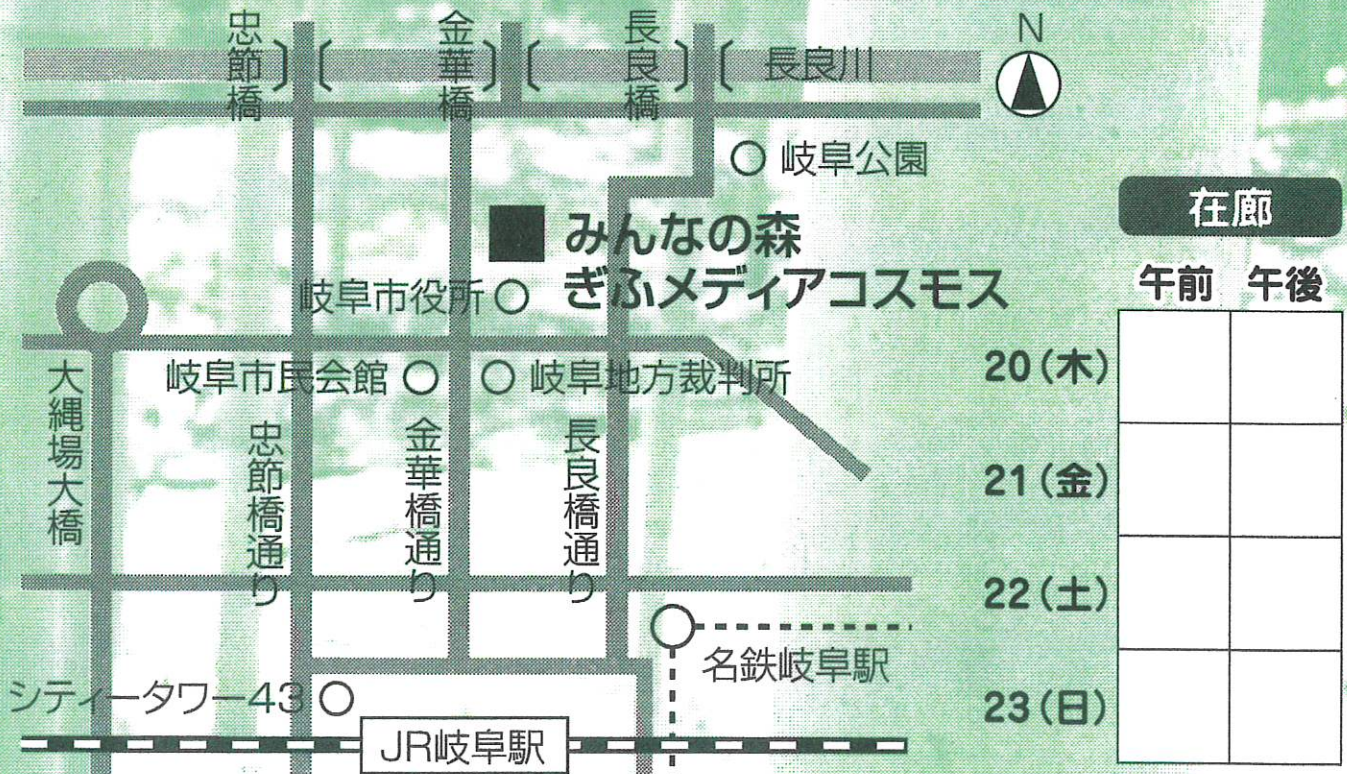 忠節橋
金華橋
長良橋
長良川
N
岐阜公園
みんなの森
ぎふメディアコスモス
岐阜市役所
岐阜市民会館
岐阜地方裁判所
大縄場大橋
忠節橋通り
金華橋通り
長良橋通り
名鉄岐阜駅
シティータワー43
JR岐阜駅
在廊
午前 午後
20(木)
21(金)
22(土)
23(日)